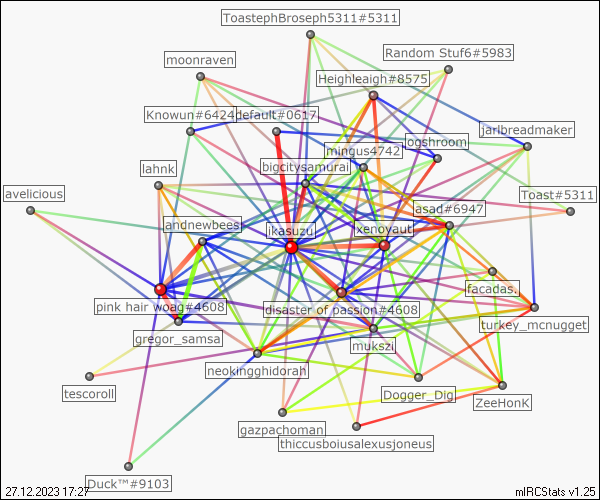 ToastephBroseph5311#5311
Random Stuf6#5983
moonraven
Heighleigh#8575
Knowun#6424
default#0617
jarlbreadmaker
ogshroom
mingus4742
bigcitysamurai
lahnk
Toast#5311
avelicious
asad#6947
andnewbees
ikasuzu
xenoyaut
facadas
pink hair woag#4608
disaster of passion#4608
turkey_mcnugget
gregor_samsa
mukszi
neokingghidorah
tescoroll
Dogger_Dig
ZeeHonK
gazpachoman
thiccusboiusalexusjoneus
Duck™#9103
27.12.2023 17:27
mIRCStats v1.25